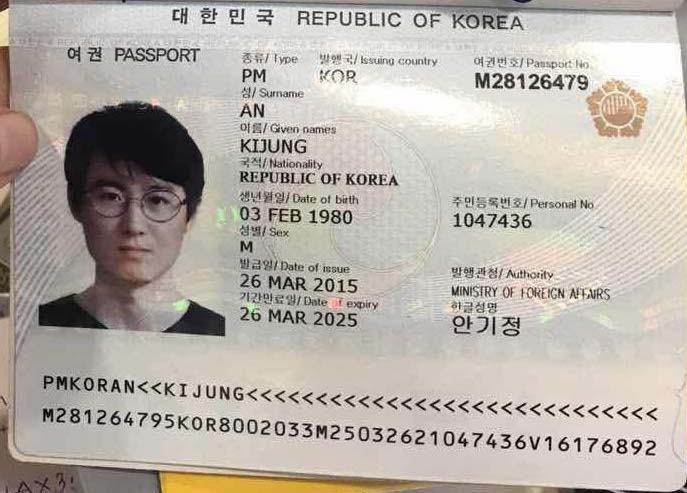 대한민국 REPUBLIC OF KOREA
여권 PASSPORT
종류/ Type 발행국/ Issuing country 여권번호/ Passport No.
PM KOR M28126479
성/ Surname
AN
이름/ Given names
KIJUNG
국적/ Nationality
REPUBLIC OF KOREA
생년월일/ Date of birth 주민등록번호/ Personal No.
03 FEB 1980 1047436
성별/ Sex
M
발급일/ Date of issue 발행관청/ Authority
26 MAR 2015 MINISTRY OF FOREIGN AFFAIRS
기간만료일/ Date of expiry 한글성명
26 MAR 2025 안기정
PMKORAN<<KIJUNG<<<<<<<<<<<<<<<<<<<<<<<<<<<<<
M281264795KOR8002033M25032621047436V16176892
AX3!